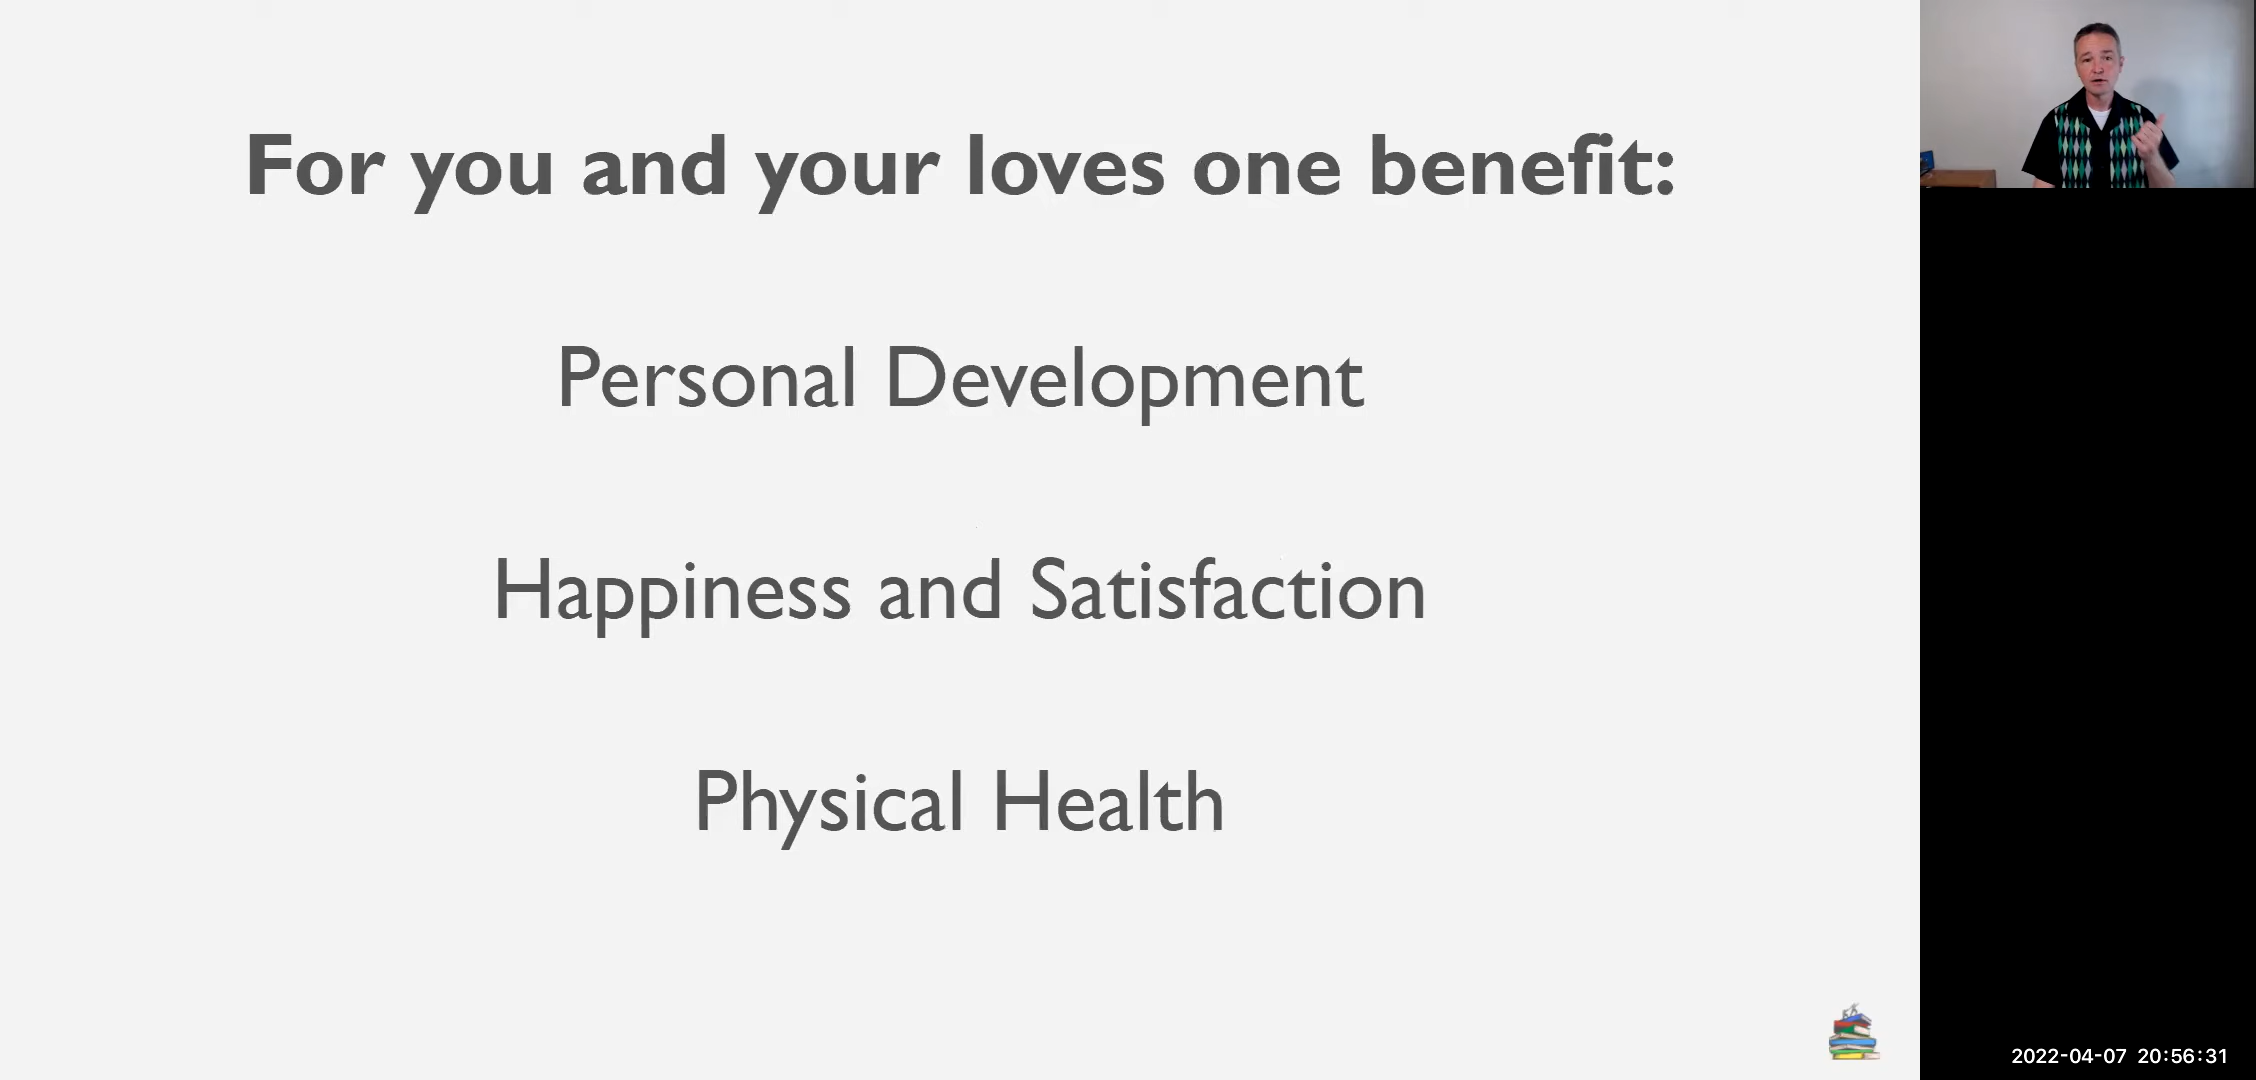 For you and your loves one benefit:
Personal Development
Happiness and Satisfaction
Physical Health
2022-04-07 20:56:31